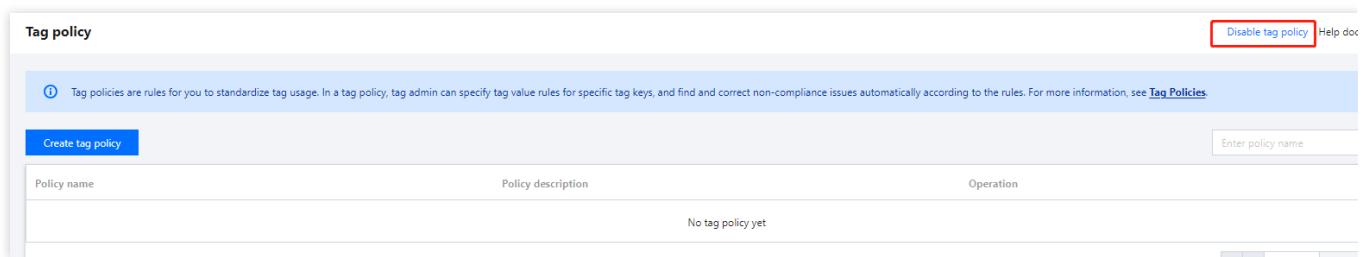 Tag policy
Disable tag policy Help doc
Tag policies are rules for you to standardize tag usage. In a tag policy, tag admin can specify tag value rules for specific tag keys, and find and correct non-compliance issues automatically according to the rules. For more information, see Tag Policies.
Create tag policy
Enter policy name
Policy name Policy description Operation
No tag policy yet